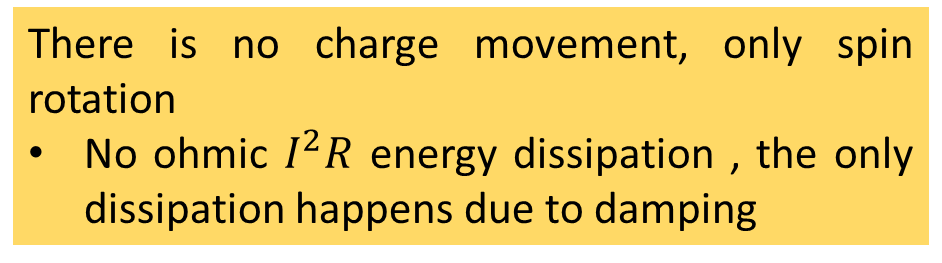 There is no charge movement, only spin
rotation
• No ohmic I²R energy dissipation , the only
dissipation happens due to damping